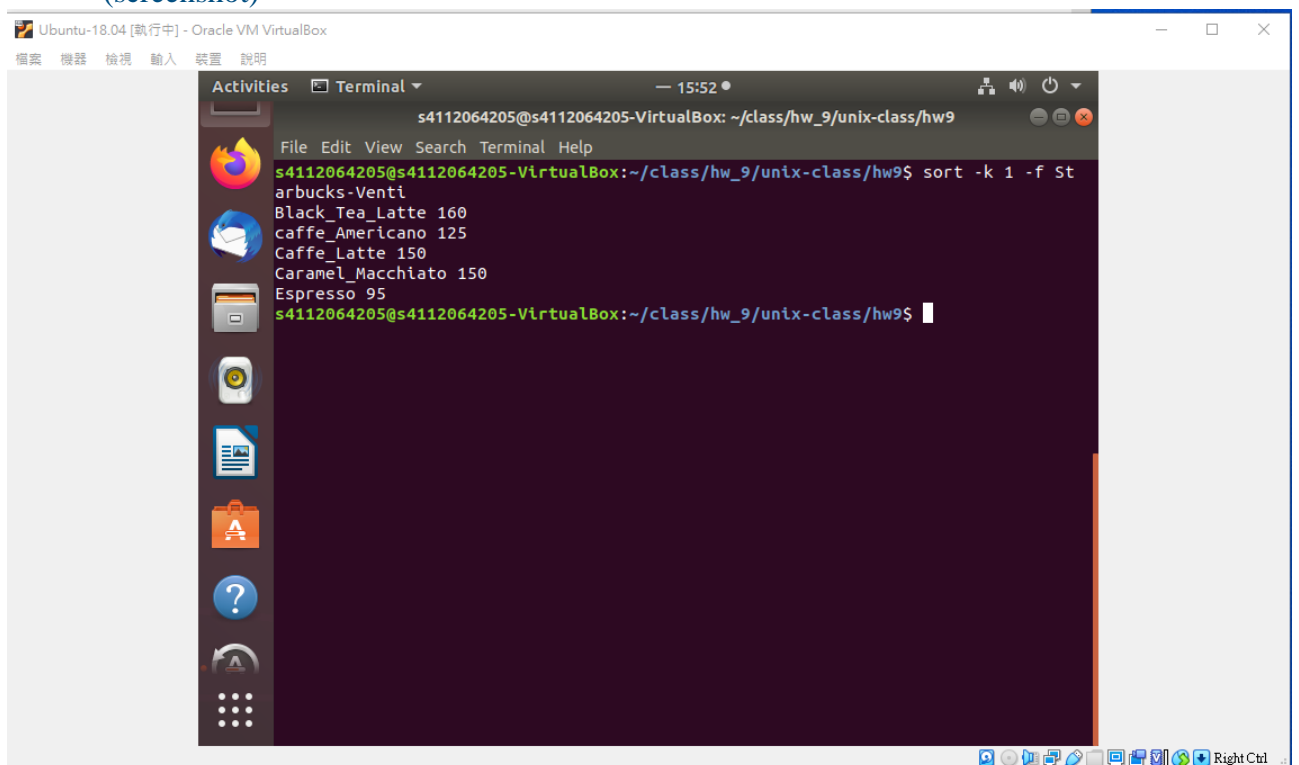 (screenshot)
Ubuntu-18.04 [執行中] - Oracle VM VirtualBox
檔案 機器 檢視 輸入 裝置 說明
Activities Terminal 15:52
s4112064205@s4112064205-VirtualBox: ~/class/hw_9/unix-class/hw9
File Edit View Search Terminal Help
s4112064205@s4112064205-VirtualBox:~/class/hw_9/unix-class/hw9$ sort -k 1 -f St
arbucks-Venti
Black_Tea_Latte 160
caffe_Americano 125
Caffe_Latte 150
Caramel_Macchiato 150
Espresso 95
s4112064205@s4112064205-VirtualBox:~/class/hw_9/unix-class/hw9$
Right Ctrl